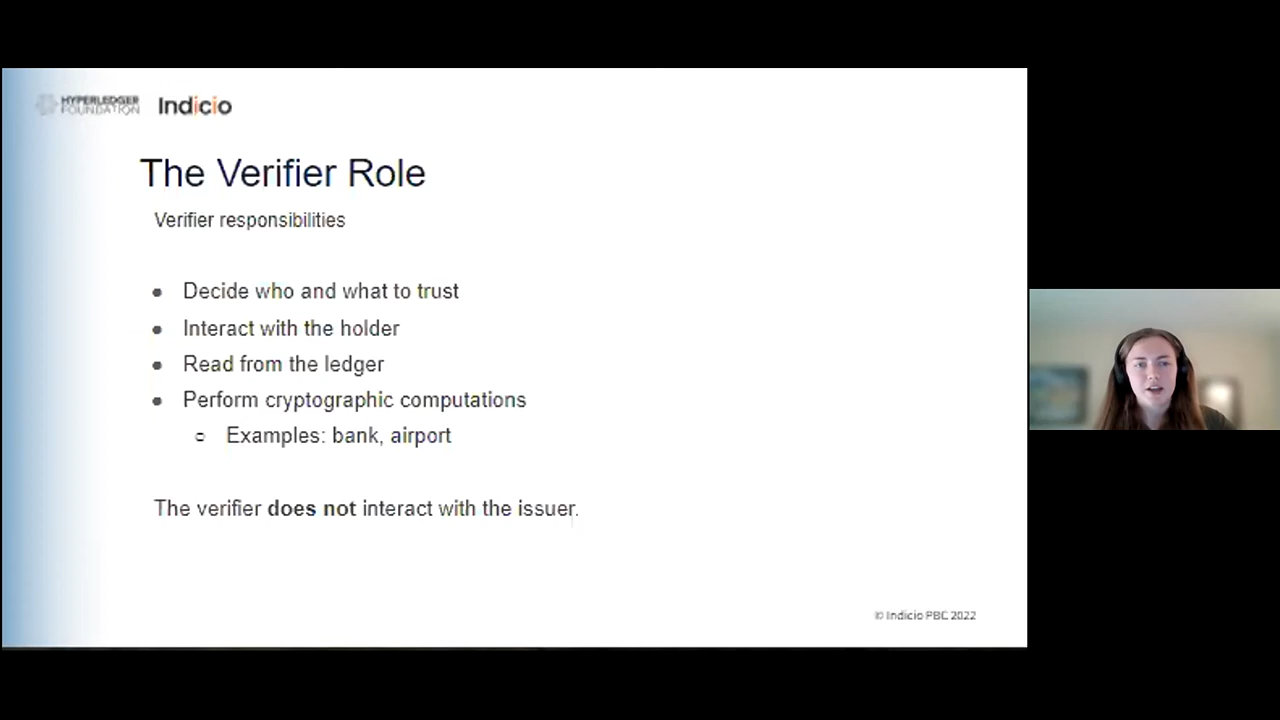 HYPERLEDGER
FOUNDATION
Indicio
The Verifier Role
Verifier responsibilities
● Decide who and what to trust
● Interact with the holder
● Read from the ledger
● Perform cryptographic computations
○ Examples: bank, airport
The verifier does not interact with the issuer.
© Indicio PBC 2022